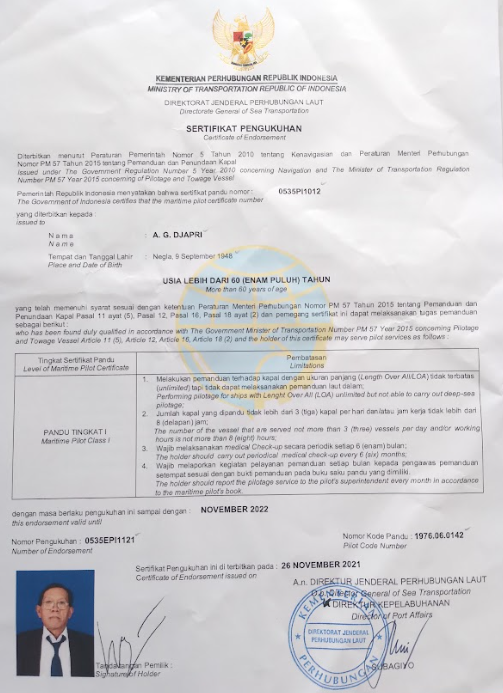 KEMENTERIAN PERHUBUNGAN REPUBLIK INDONESIA
MINISTRY OF TRANSPORTATION REPUBLIC OF INDONESIA
DIREKTORAT JENDERAL PERHUBUNGAN LAUT
Directorate General of Sea Transportation
SERTIFIKAT PENGUKUHAN
Certificate of Endorsement
Diterbitkan menurut Peraturan Pemerintah Nomor 5 Tahun 2010 tentang Kenavigasian dan Peraturan Menteri Perhubungan
Nomor PM 57 Tahun 2015 tentang Pemanduan dan Penundaan Kapal
Issued under The Government Regulation Number 5 Year 2010 concerning Navigation and The Minister of Transportation Regulation
Number PM 57 Year 2015 concerning of Pilotage and Towage Vessel
Pemerintah Republik Indonesia menyatakan bahwa sertifikat pandu nomor : 0535PI1012
The Government of Indonesia certifies that the maritime pilot certificate number
yang diterbitkan kepada :
issued to
N a m a : A. G. DJAPRI
N a m e
Tempat dan Tanggal Lahir : Negla, 9 September 1948
Place and Date of Birth
USIA LEBIH DARI 60 (ENAM PULUH) TAHUN
More than 60 years of age
yang telah memenuhi syarat sesuai dengan ketentuan Peraturan Menteri Perhubungan Nomor PM 57 Tahun 2015 tentang Pemanduan dan
Penundaan Kapal Pasal 11 ayat (5), Pasal 12, Pasal 16, Pasal 18 ayat (2) dan pemegang sertifikat ini dapat melaksanakan tugas pemanduan
sebagai berikut :
who has been found duly qualified in accordance with The Government Minister of Transportation Number PM 57 Year 2015 concerning Pilotage
and Towage Vessel Article 11 (5), Article 12, Article 16, Article 18 (2) and the holder of this certificate may serve pilot services as follows :
Tingkat Sertifikat Pandu
Level of Maritime Pilot Certificate
Pembatasan
Limitations
PANDU TINGKAT I
Maritime Pilot Class I
1. Melakukan pemanduan terhadap kapal dengan ukuran panjang (Length Over All/LOA) tidak terbatas
(unlimited) tapi tidak dapat melaksanakan pemanduan laut dalam;
Performing pilotage for ships with Lenght Over All (LOA) unlimited but not able to carry out deep-sea
pilotage;
2. Jumlah kapal yang dipandu tidak lebih dari 3 (tiga) kapal per hari dan/atau jam kerja tidak lebih dari
8 (delapan) jam;
The number of the vessel that are served not more than 3 (three) vessels per day and/or working
hours is not more than 8 (eight) hours;
3. Wajib melaksanakan medical Check-up secara periodik setiap 6 (enam) bulan;
The holder should carry out periodical medical check-up every 6 (six) months;
4. Wajib melaporkan kegiatan pelayanan pemanduan setiap bulan kepada pengawas pemanduan
setempat sesuai dengan bukti pemanduan pada buku saku pandu yang dimiliki.
The holder should report the pilotage service to the pilot's superintendent every month in accordance
to the maritime pilot's book.
dengan masa berlaku pengukuhan ini sampai dengan : NOVEMBER 2022
this endorsement valid until
Nomor Pengukuhan : 0535EPI1121
Number of Endorsement
Nomor Kode Pandu : 1976.06.0142
Pilot Code Number
Sertifikat Pengukuhan ini di terbitkan pada : 26 NOVEMBER 2021
Certificate of Endorsement issued on
A.n. DIREKTUR JENDERAL PERHUBUNGAN LAUT
Director General of Sea Transportation
DIREKTUR KEPELABUHANAN
Director of Port Affairs
KEMENTERIAN
DIREKTORAT JENDERAL
PERHUBUNGAN LAUT
PERHUBUNGAN
SUBAGIYO
Tandatangan Pemilik :
Signature of Holder